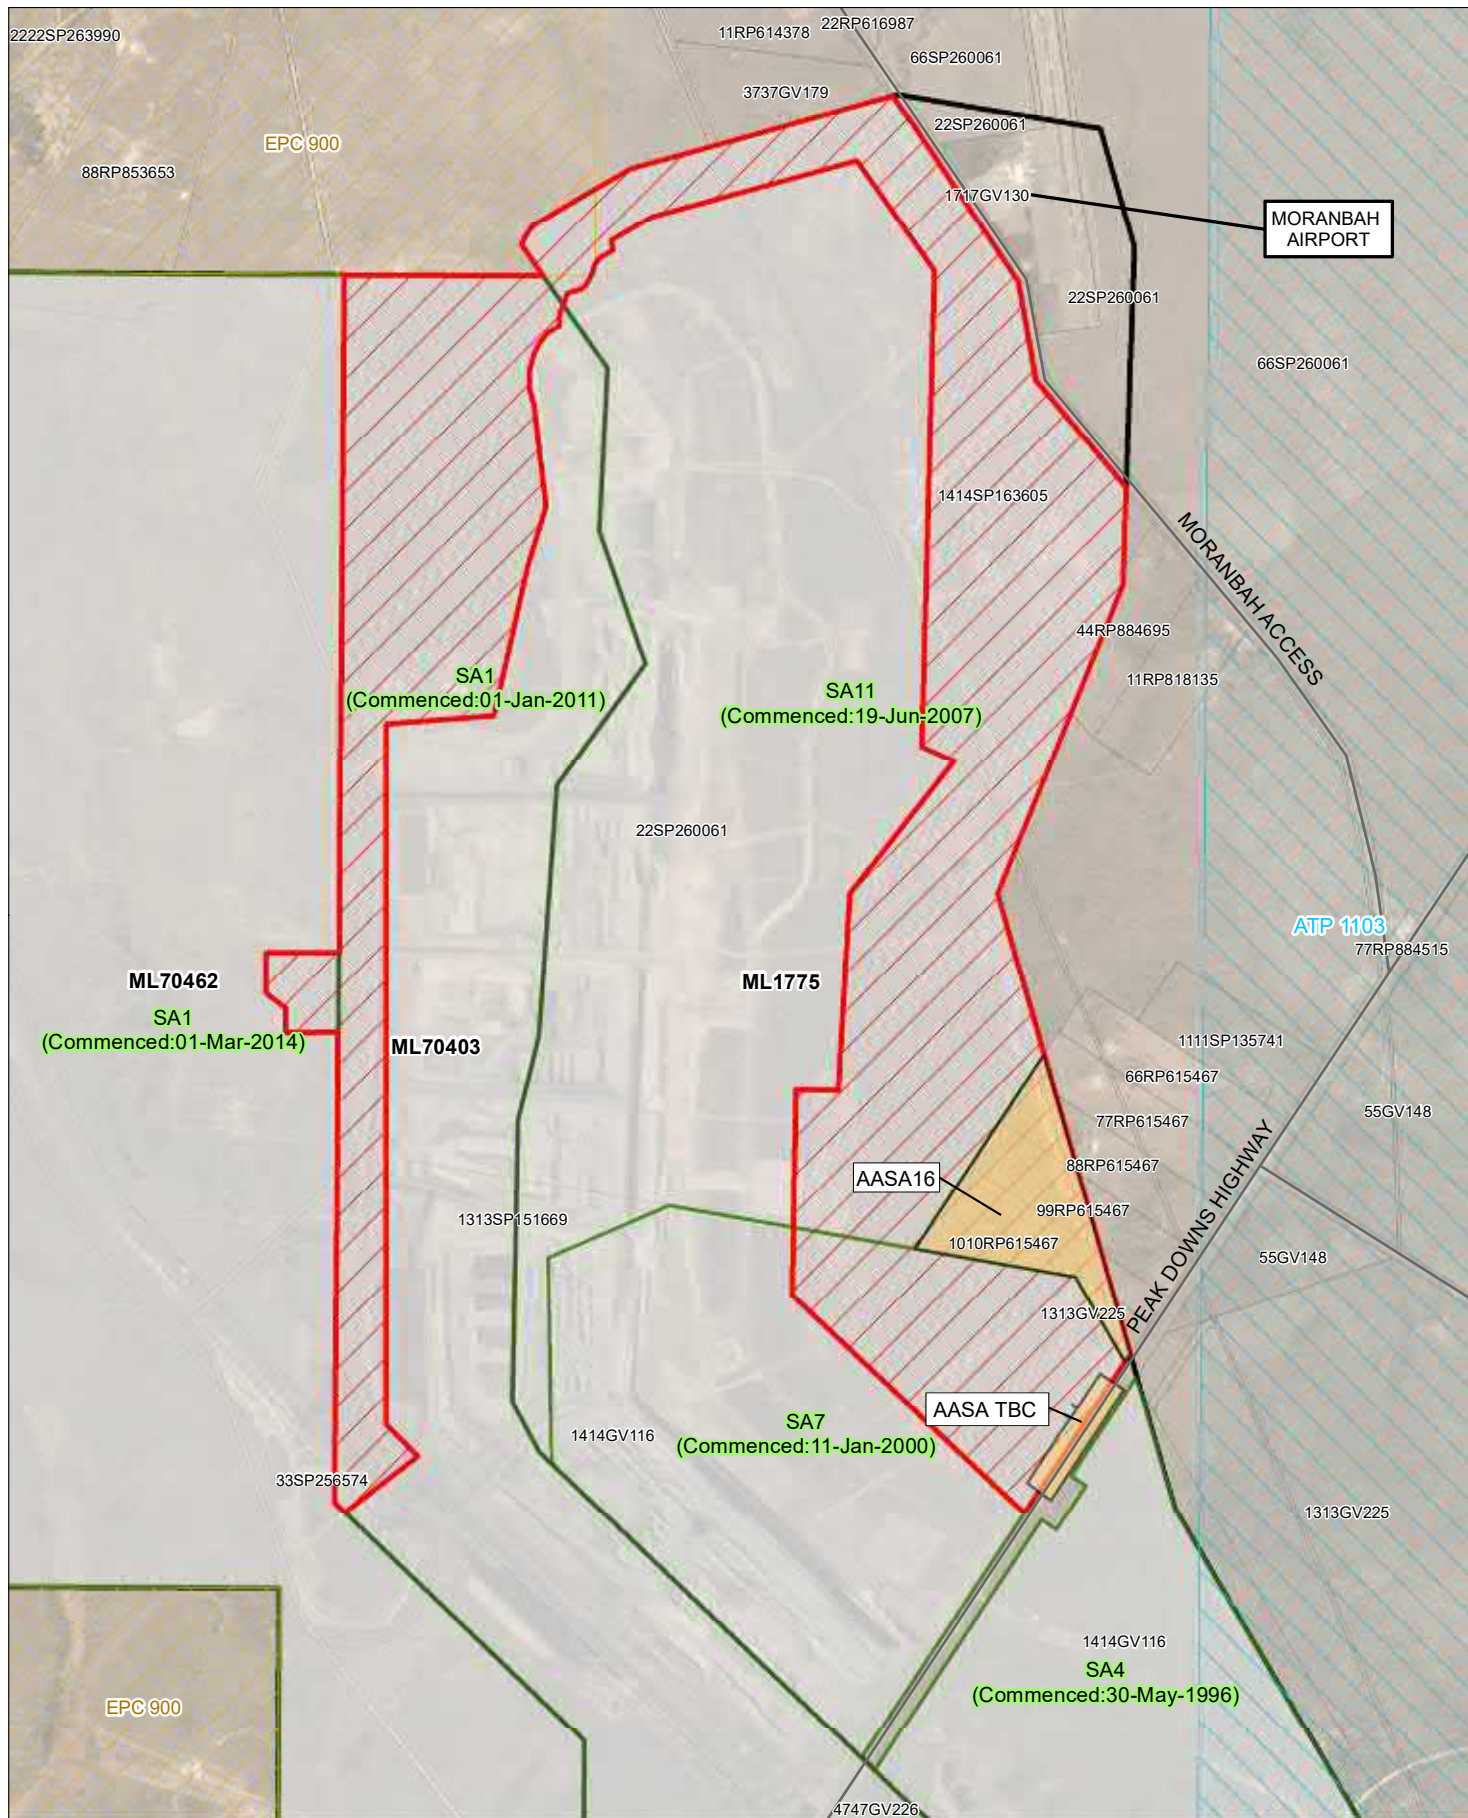 2222SP263990
11RP614378
22RP616987
66SP260061
3737GV179
22SP260061
EPC 900
88RP853653
1717GV130
MORANBAH
AIRPORT
22SP260061
66SP260061
1414SP163605
MORANBAH ACCESS
44RP884695
11RP818135
SA1
(Commenced:01-Jan-2011)
SA11
(Commenced:19-Jun-2007)
22SP260061
ATP 1103
77RP884515
ML70462
ML1775
SA1
(Commenced:01-Mar-2014)
ML70403
1111SP135741
66RP615467
55GV148
77RP615467
PEAK DOWNS HIGHWAY
88RP615467
AASA16
99RP615467
1313SP151669
1010RP615467
55GV148
1313GV225
AASA TBC
SA7
(Commenced:11-Jan-2000)
1414GV116
33SP256574
1313GV225
1414GV116
SA4
(Commenced:30-May-1996)
EPC 900
4747GV226